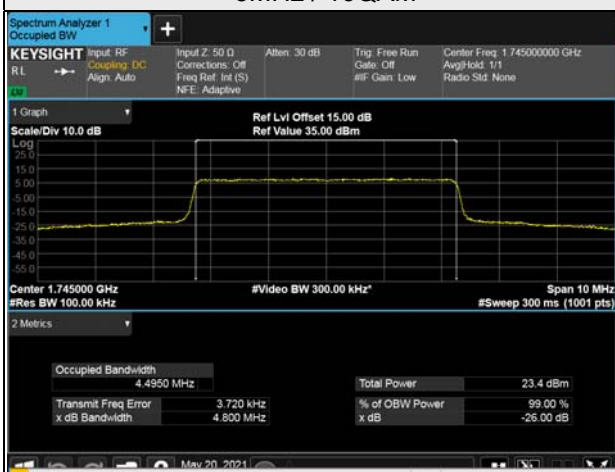 Spectrum Analyzer 1
Occupied BW
KEYSIGHT
RL
Input: RF
Coupling: DC
Align: Auto
Input Z: 50 Ω
Corrections: Off
Freq Ref: Int (S)
NFE: Adaptive
Atten: 30 dB
Trig: Free Run
Gate: Off
#IF Gain: Low
Center Freq: 1.745000000 GHz
Avg|Hold: 1/1
Radio Std: None
1 Graph
Scale/Div 10.0 dB
Ref Lvl Offset 15.00 dB
Ref Value 35.00 dBm
Log
25.0
15.0
5.00
-5.00
-15.0
-25.0
-35.0
-45.0
-55.0
Center 1.745000 GHz
#Res BW 100.00 kHz
#Video BW 300.00 kHz*
Span 10 MHz
#Sweep 300 ms (1001 pts)
2 Metrics
Occupied Bandwidth
4.4950 MHz
Total Power 23.4 dBm
Transmit Freq Error 3.720 kHz
% of OBW Power 99.00 %
x dB Bandwidth 4.800 MHz
x dB -26.00 dB
May 20, 2021